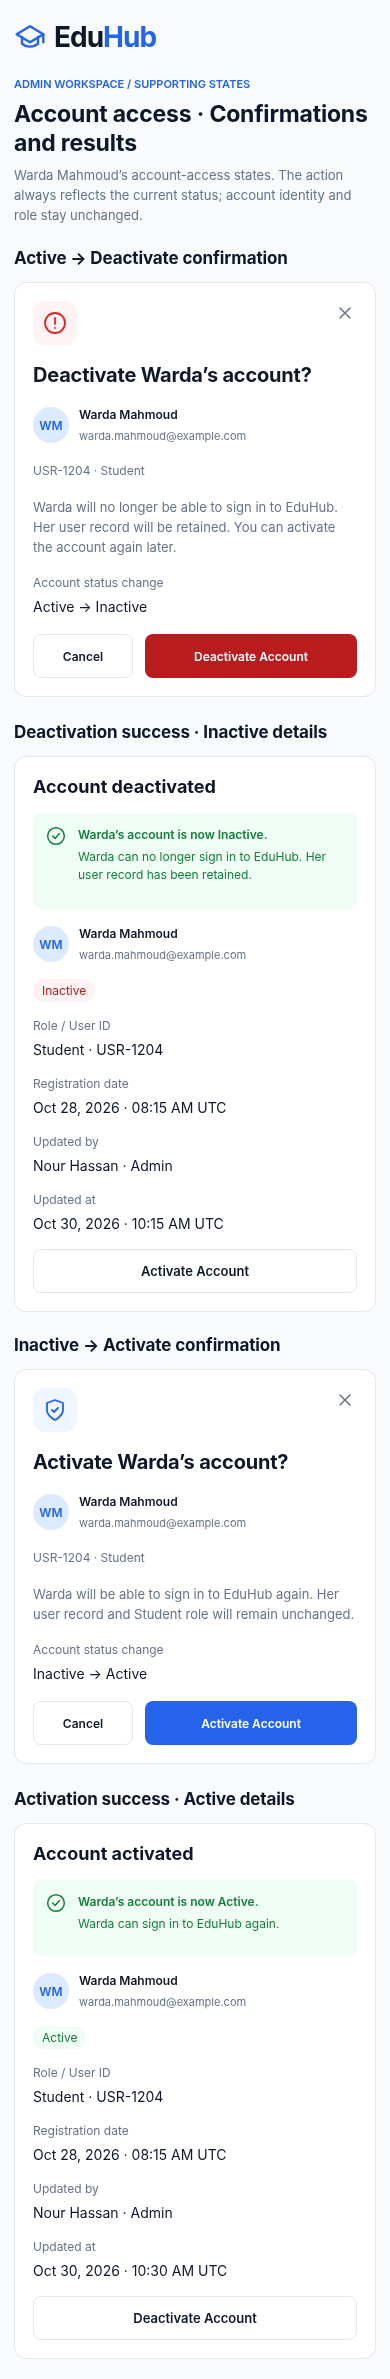 EduHub
ADMIN WORKSPACE / SUPPORTING STATES
Account access · Confirmations
and results
Warda Mahmoud’s account-access states. The action
always reflects the current status; account identity and
role stay unchanged.
Active → Deactivate confirmation
Deactivate Warda’s account?
WM
Warda Mahmoud
warda.mahmoud@example.com
USR-1204 · Student
Warda will no longer be able to sign in to EduHub.
Her user record will be retained. You can activate
the account again later.
Account status change
Active → Inactive
Cancel
Deactivate Account
Deactivation success · Inactive details
Account deactivated
Warda’s account is now Inactive.
Warda can no longer sign in to EduHub. Her
user record has been retained.
WM
Warda Mahmoud
warda.mahmoud@example.com
Inactive
Role / User ID
Student · USR-1204
Registration date
Oct 28, 2026 · 08:15 AM UTC
Updated by
Nour Hassan · Admin
Updated at
Oct 30, 2026 · 10:15 AM UTC
Activate Account
Inactive → Activate confirmation
Activate Warda’s account?
WM
Warda Mahmoud
warda.mahmoud@example.com
USR-1204 · Student
Warda will be able to sign in to EduHub again. Her
user record and Student role will remain unchanged.
Account status change
Inactive → Active
Cancel
Activate Account
Activation success · Active details
Account activated
Warda’s account is now Active.
Warda can sign in to EduHub again.
WM
Warda Mahmoud
warda.mahmoud@example.com
Active
Role / User ID
Student · USR-1204
Registration date
Oct 28, 2026 · 08:15 AM UTC
Updated by
Nour Hassan · Admin
Updated at
Oct 30, 2026 · 10:30 AM UTC
Deactivate Account